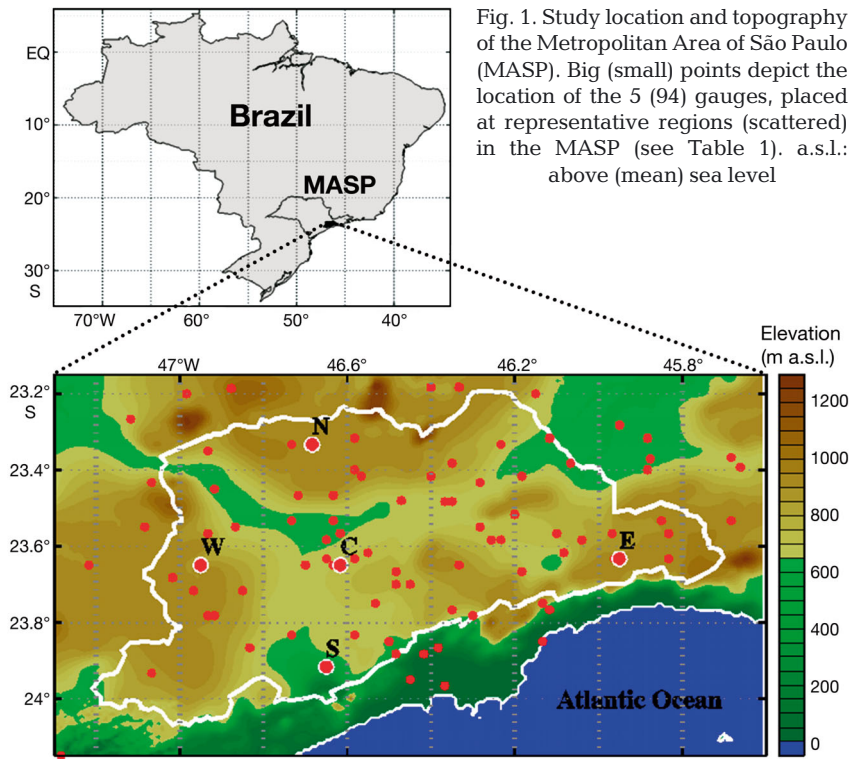 Fig. 1. Study location and topography
of the Metropolitan Area of São Paulo
(MASP). Big (small) points depict the
location of the 5 (94) gauges, placed
at representative regions (scattered)
in the MASP (see Table 1). a.s.l.:
above (mean) sea level
EQ
10°
20°
30°
S
Brazil
MASP
70°W 60° 50° 40°
47°W 46.6° 46.2° 45.8°
23.2°
S
23.4°
23.6°
23.8°
24°
N
W
C
E
S
Atlantic Ocean
Elevation
(m a.s.l.)
1200
1000
800
600
400
200
0